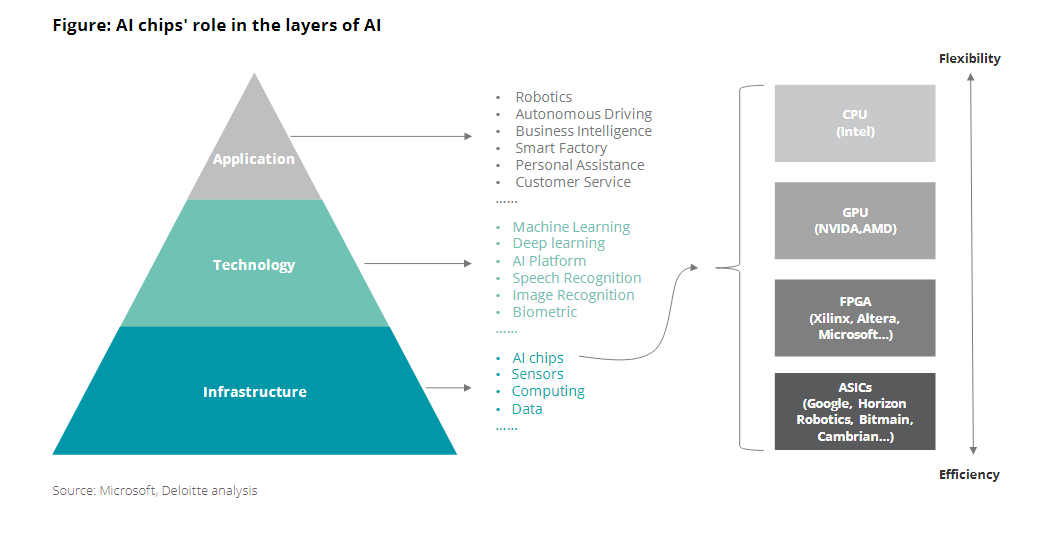 Figure: AI chips' role in the layers of AI
Application
Technology
Infrastructure
• Robotics
• Autonomous Driving
• Business Intelligence
• Smart Factory
• Personal Assistance
• Customer Service
......
• Machine Learning
• Deep learning
• AI Platform
• Speech Recognition
• Image Recognition
• Biometric
......
• AI chips
• Sensors
• Computing
• Data
......
Flexibility
CPU
(Intel)
GPU
(NVIDA,AMD)
FPGA
(Xilinx, Altera,
Microsoft...)
ASICs
(Google, Horizon
Robotics, Bitmain,
Cambrian...)
Efficiency
Source: Microsoft, Deloitte analysis